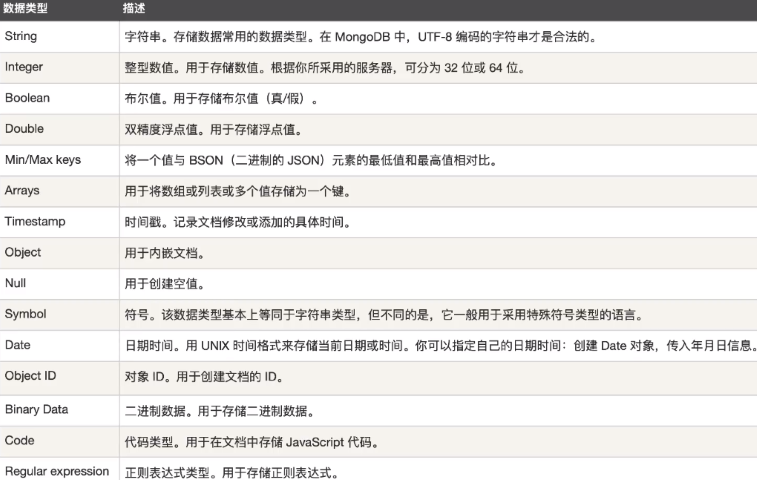 数据类型 描述
String 字符串。存储数据常用的数据类型。在 MongoDB 中，UTF-8 编码的字符串才是合法的。
Integer 整型数值。用于存储数值。根据你所采用的服务器，可分为 32 位或 64 位。
Boolean 布尔值。用于存储布尔值（真/假）。
Double 双精度浮点值。用于存储浮点值。
Min/Max keys 将一个值与 BSON（二进制的 JSON）元素的最低值和最高值相对比。
Arrays 用于将数组或列表或多个值存储为一个键。
Timestamp 时间戳。记录文档修改或添加的具体时间。
Object 用于内嵌文档。
Null 用于创建空值。
Symbol 符号。该数据类型基本上等同于字符串类型，但不同的是，它一般用于采用特殊符号类型的语言。
Date 日期时间。用 UNIX 时间格式来存储当前日期或时间。你可以指定自己的日期时间：创建 Date 对象，传入年月日信息。
Object ID 对象 ID。用于创建文档的 ID。
Binary Data 二进制数据。用于存储二进制数据。
Code 代码类型。用于在文档中存储 JavaScript 代码。
Regular expression 正则表达式类型。用于存储正则表达式。